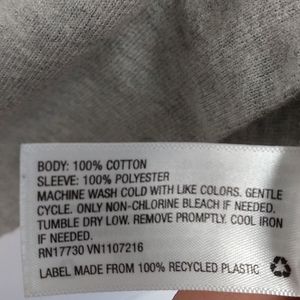 BODY: 100% COTTON
SLEEVE: 100% POLYESTER
MACHINE WASH COLD WITH LIKE COLORS. GENTLE
CYCLE. ONLY NON-CHLORINE BLEACH IF NEEDED.
TUMBLE DRY LOW. REMOVE PROMPTLY. COOL IRON
IF NEEDED.
RN17730 VN1107216
LABEL MADE FROM 100% RECYCLED PLASTIC